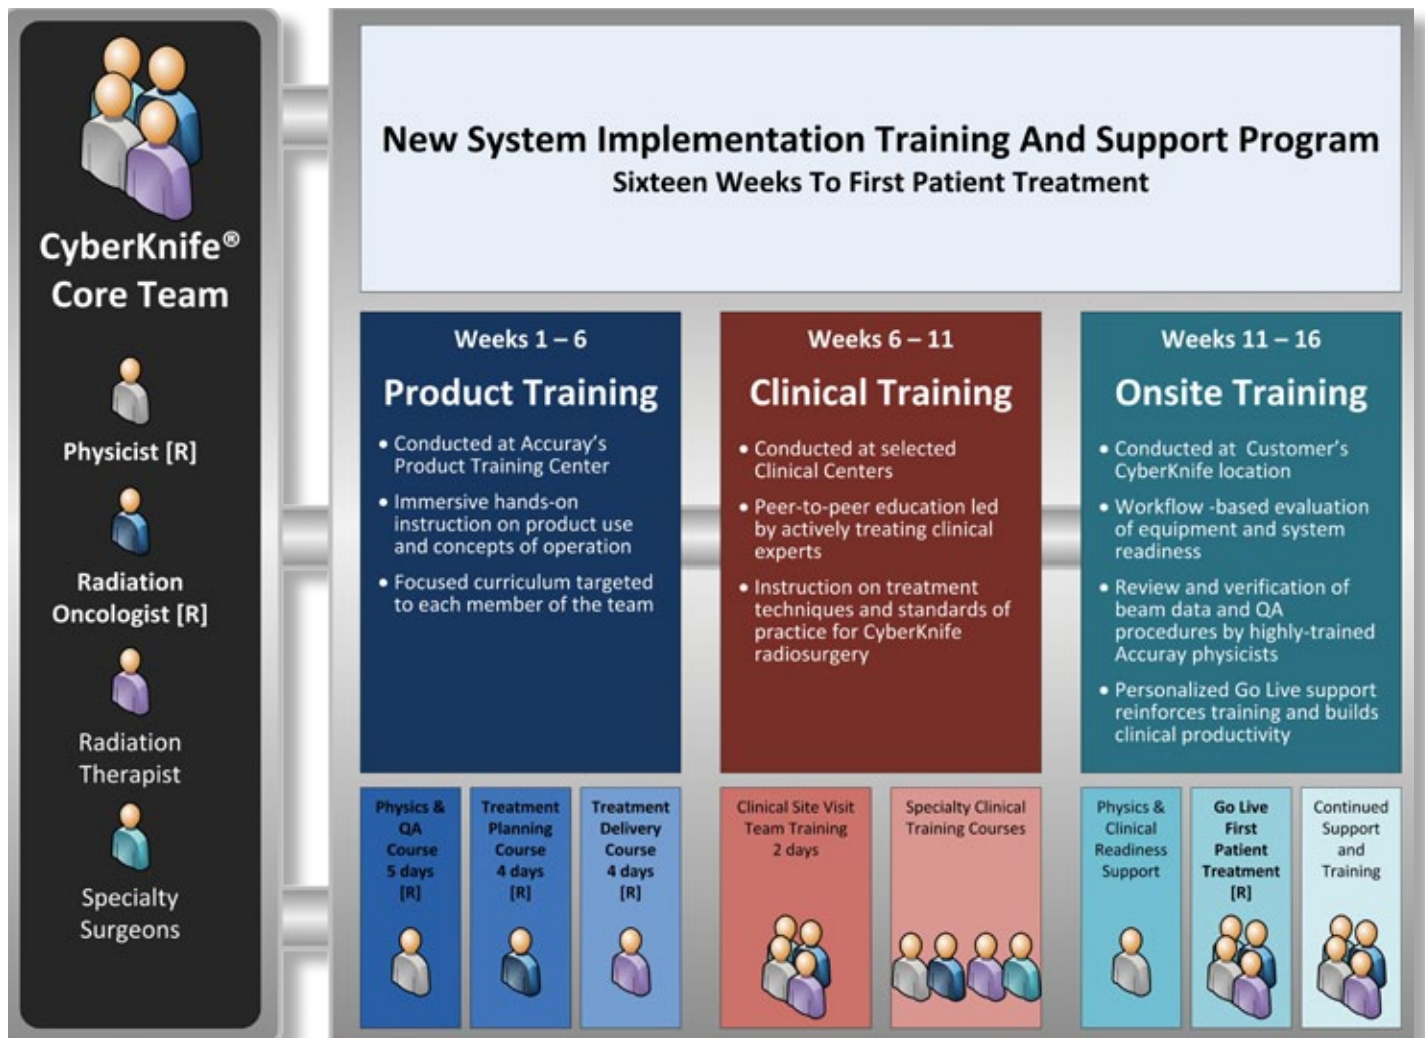 CyberKnife®
Core Team
Physicist [R]
Radiation
Oncologist [R]
Radiation
Therapist
Specialty
Surgeons
New System Implementation Training And Support Program
Sixteen Weeks To First Patient Treatment
Weeks 1 – 6
Product Training
• Conducted at Accuray’s
Product Training Center
• Immersive hands-on
instruction on product use
and concepts of operation
• Focused curriculum targeted
to each member of the team
Physics &
QA
Course
5 days
[R]
Treatment
Planning
Course
4 days
[R]
Treatment
Delivery
Course
4 days
[R]
Weeks 6 – 11
Clinical Training
• Conducted at selected
Clinical Centers
• Peer-to-peer education led
by actively treating clinical
experts
• Instruction on treatment
techniques and standards of
practice for CyberKnife
radiosurgery
Clinical Site Visit
Team Training
2 days
Specialty Clinical
Training Courses
Weeks 11 – 16
Onsite Training
• Conducted at Customer’s
CyberKnife location
• Workflow -based evaluation
of equipment and system
readiness
• Review and verification of
beam data and QA
procedures by highly-trained
Accuray physicists
• Personalized Go Live support
reinforces training and builds
clinical productivity
Physics &
Clinical
Readiness
Support
Go Live
First
Patient
Treatment
[R]
Continued
Support
and
Training